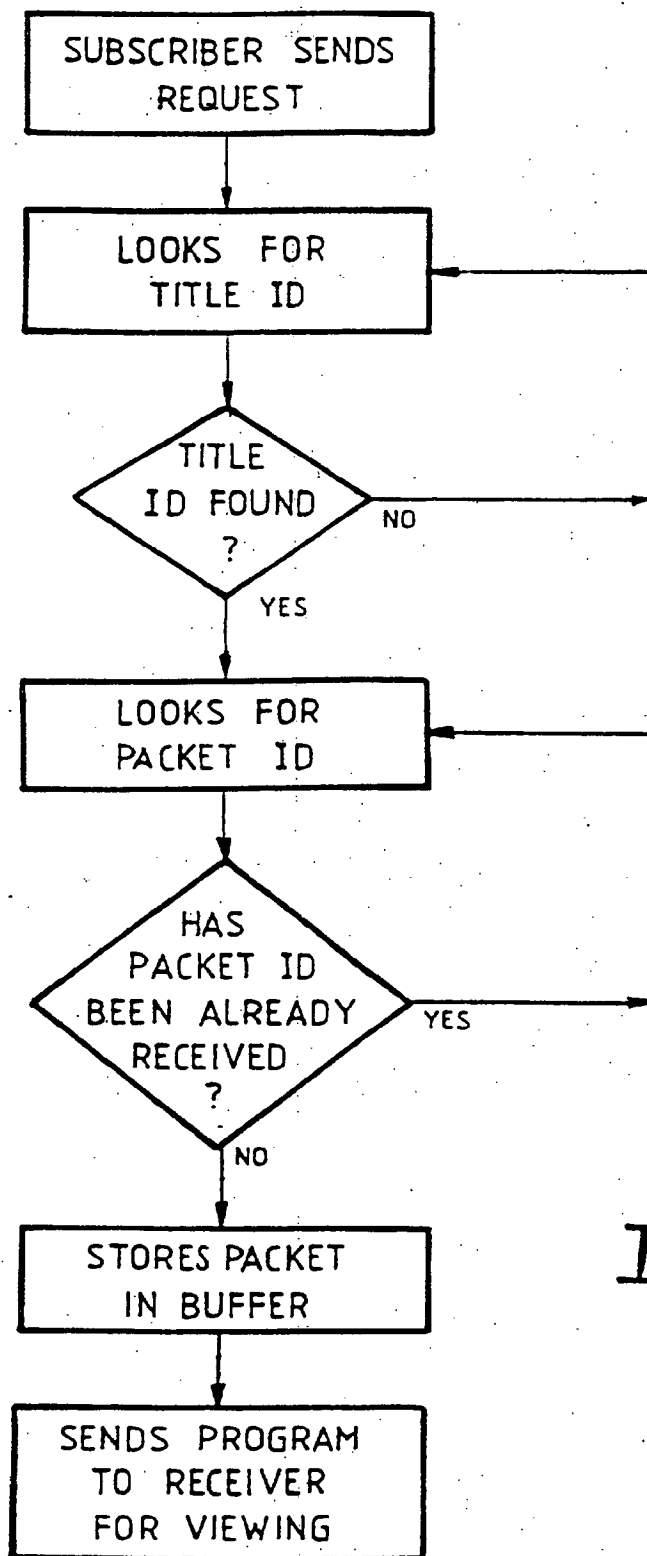 SUBSCRIBER SENDS
REQUEST
LOOKS FOR
TITLE ID
TITLE
ID FOUND
?
NO
YES
LOOKS FOR
PACKET ID
HAS
PACKET ID
BEEN ALREADY
RECEIVED
?
YES
NO
STORES PACKET
IN BUFFER
SENDS PROGRAM
TO RECEIVER
FOR VIEWING